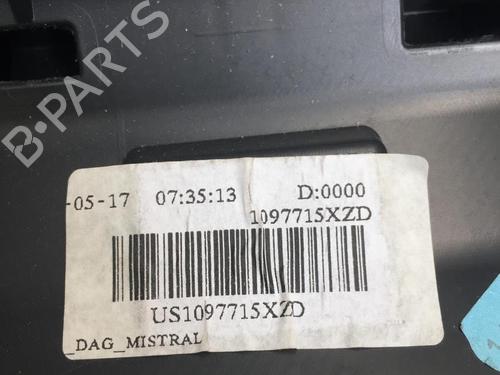 B-PARTS
-05-17 07:35:13 D:0000
1097715XZD
US1097715XZD
_DAG_MISTRAL